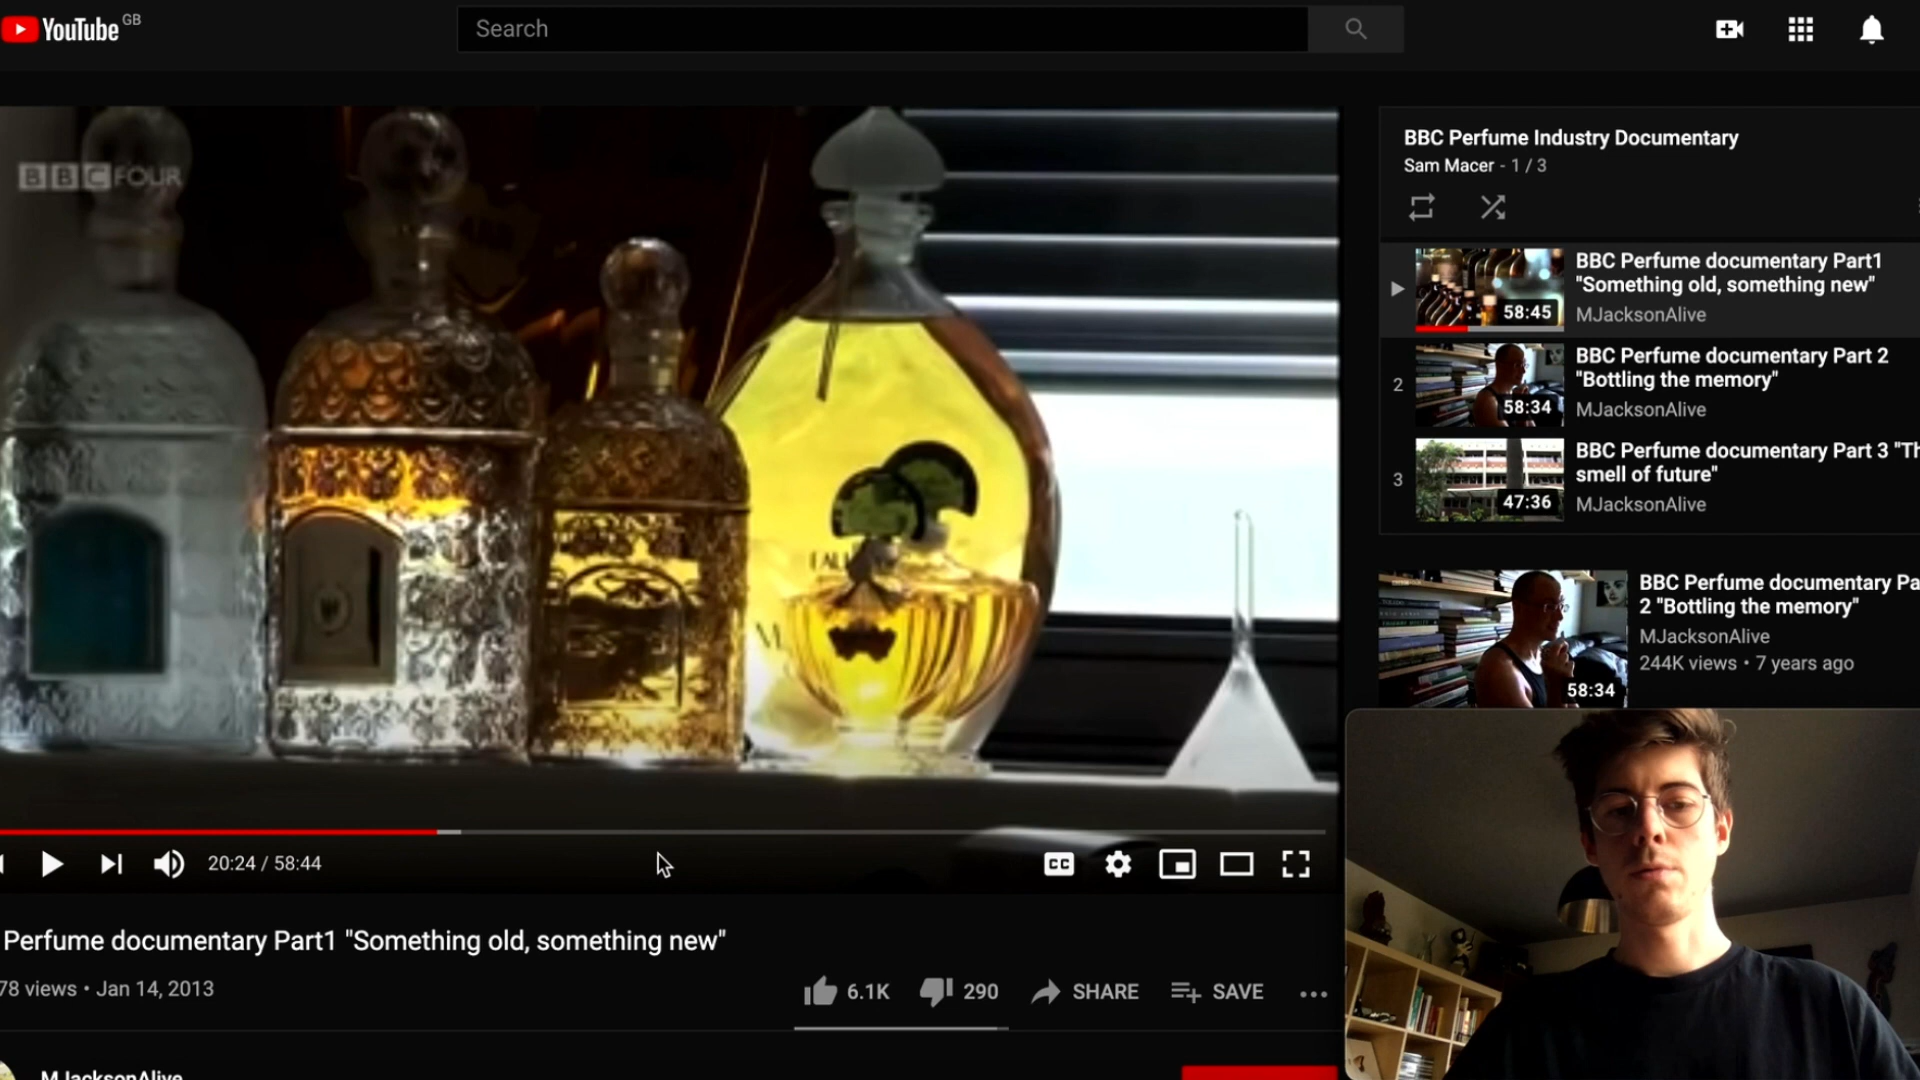 YouTube GB
Search
BBC FOUR
20:24 / 58:44
CC
Perfume documentary Part1 "Something old, something new"
78 views • Jan 14, 2013
6.1K
290
SHARE
SAVE
MJacksonAlive
BBC Perfume Industry Documentary
Sam Macer - 1 / 3
BBC Perfume documentary Part1
"Something old, something new"
MJacksonAlive
58:45
2
BBC Perfume documentary Part 2
"Bottling the memory"
MJacksonAlive
58:34
3
BBC Perfume documentary Part 3 "Th
smell of future"
MJacksonAlive
47:36
BBC Perfume documentary Pa
2 "Bottling the memory"
MJacksonAlive
244K views • 7 years ago
58:34